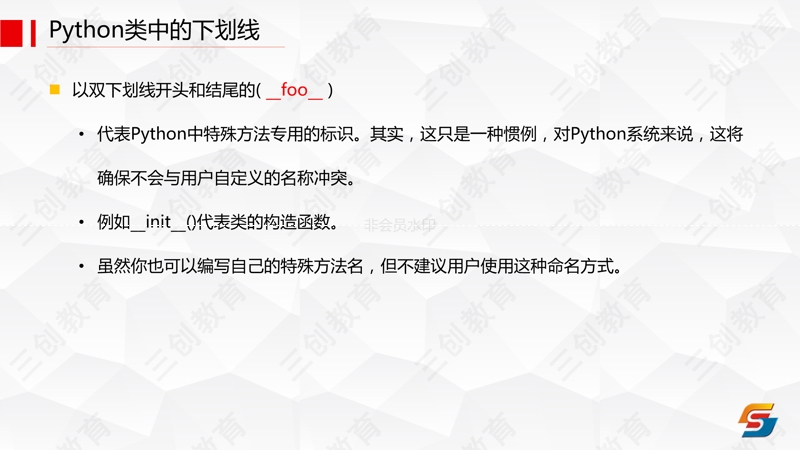 Python类中的下划线
以双下划线开头和结尾的( __foo__ )
• 代表Python中特殊方法专用的标识。其实，这只是一种惯例，对Python系统来说，这将
确保不会与用户自定义的名称冲突。
• 例如__init__()代表类的构造函数。
非会员水印
• 虽然你也可以编写自己的特殊方法名，但不建议用户使用这种命名方式。
三创教育